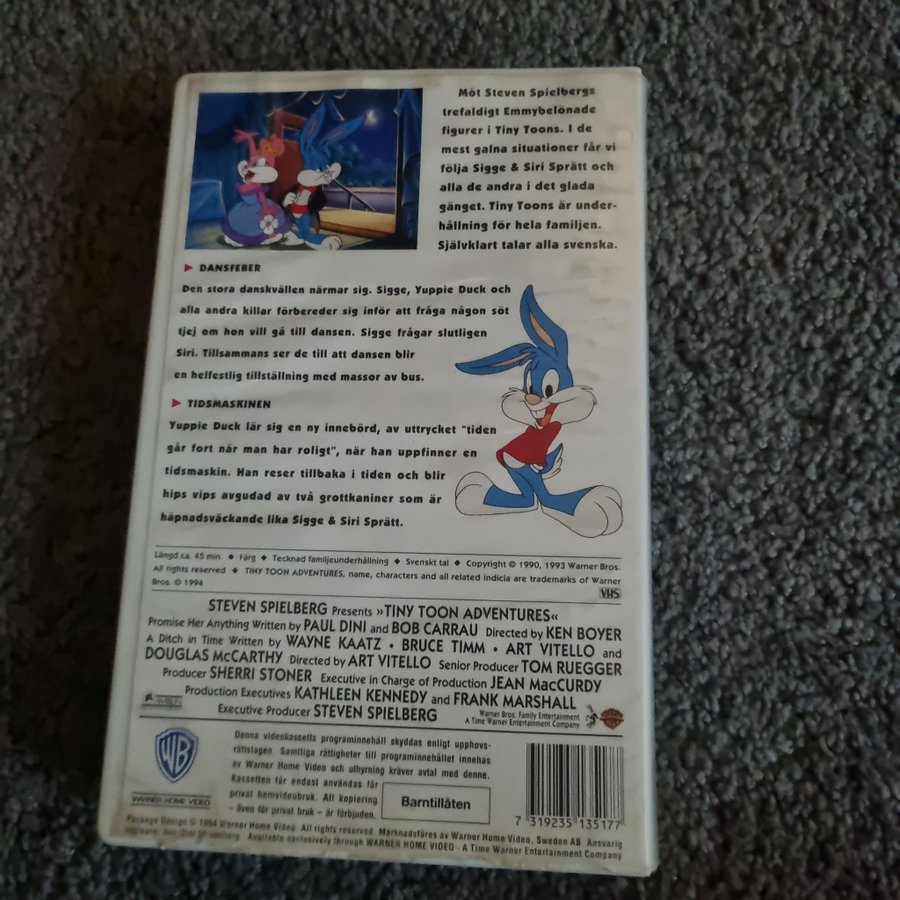 Möt Steven Spielbergs
trefaldigt Emmybelönade
figurer i Tiny Toons. I de
mest galna situationer får vi
följa Sigge & Siri Sprätt och
alla de andra i det glada
gänget. Tiny Toons är under-
hållning för hela familjen.
Självklart talar alla svenska.
DANSFEBER
Den stora danskvällen närmar sig. Sigge, Yuppie Duck och
alla andra killar förbereder sig inför att fråga någon söt
tjej om hon vill gå till dansen. Sigge frågar slutligen
Siri. Tillsammans ser de till att dansen blir
en helfestlig tillställning med massor av bus.
TIDSMASKINEN
Yuppie Duck lär sig en ny innebörd, av uttrycket "tiden
går fort när man har roligt", när han uppfinner en
tidsmaskin. Han reser tillbaka i tiden och blir
hips vips avgudad av två grottkaniner som är
häpnadsväckande lika Sigge & Siri Sprätt.
Längd ca. 45 min. ◆ Färg ◆ Tecknad familjeunderhållning ◆ Svenskt tal ◆ Copyright © 1990, 1993 Warner Bros.
All rights reserved ◆ TINY TOON ADVENTURES, name, characters and all related indicia are trademarks of Warner
Bros. © 1994
VHS
STEVEN SPIELBERG Presents »TINY TOON ADVENTURES«
Promise Her Anything Written by PAUL DINI and BOB CARRAU Directed by KEN BOYER
A Ditch in Time Written by WAYNE KAATZ • BRUCE TIMM • ART VITELLO and
DOUGLAS McCARTHY Directed by ART VITELLO Senior Producer TOM RUEGGER
Producer SHERRI STONER Executive in Charge of Production JEAN MacCURDY
Production Executives KATHLEEN KENNEDY and FRANK MARSHALL
Executive Producer STEVEN SPIELBERG
AMBLIN
Warner Bros. Family Entertainment
A Time Warner Entertainment Company
WB
WARNER HOME VIDEO
Denna videokassetts programinnehåll skyddas enligt upphovs-
rättslagen. Samtliga rättigheter till programinnehållet innehas
av Warner Home Video och uthyrning kräver avtal med denne.
Kassetten får endast användas för
privat hemvideobruk. All kopiering
– även för privat bruk – är förbjuden.
Barntillåten
7 319235 135177
Package Design © 1994 Warner Home Video. All rights reserved. Marknadsföres av Warner Home Video, Sweden AB. Ansvarig
Available exclusively through WARNER HOME VIDEO - A Time Warner Entertainment Company